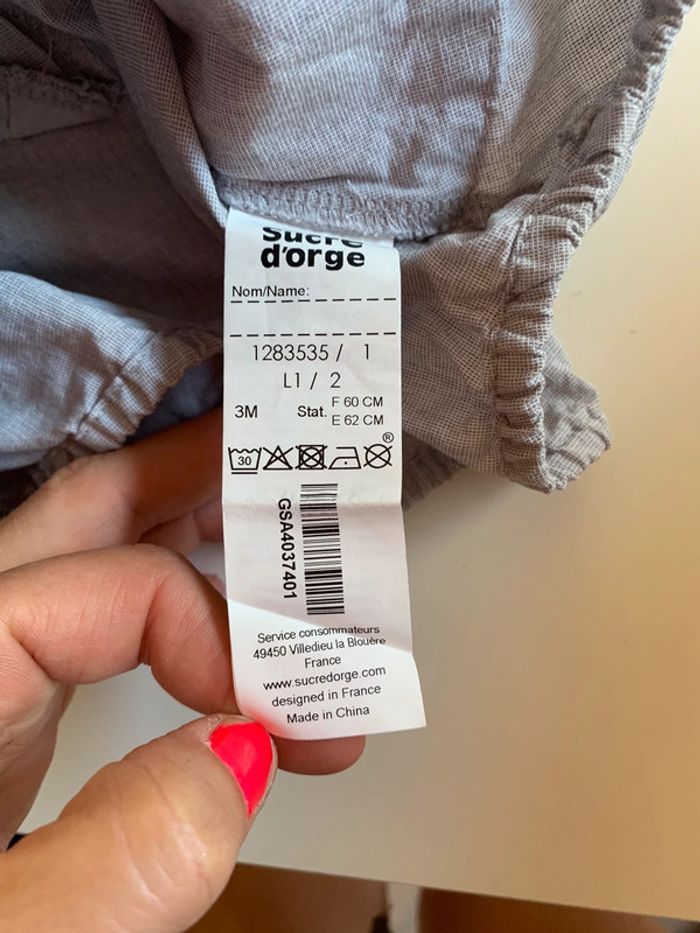 Sucre
d'orge
Nom/Name:
1283535 / 1
L1 / 2
3M Stat. F 60 CM
E 62 CM
®
30
GSA4037401
Service consommateurs
49450 Villedieu la Blouère
France
www.sucredorge.com
designed in France
Made in China